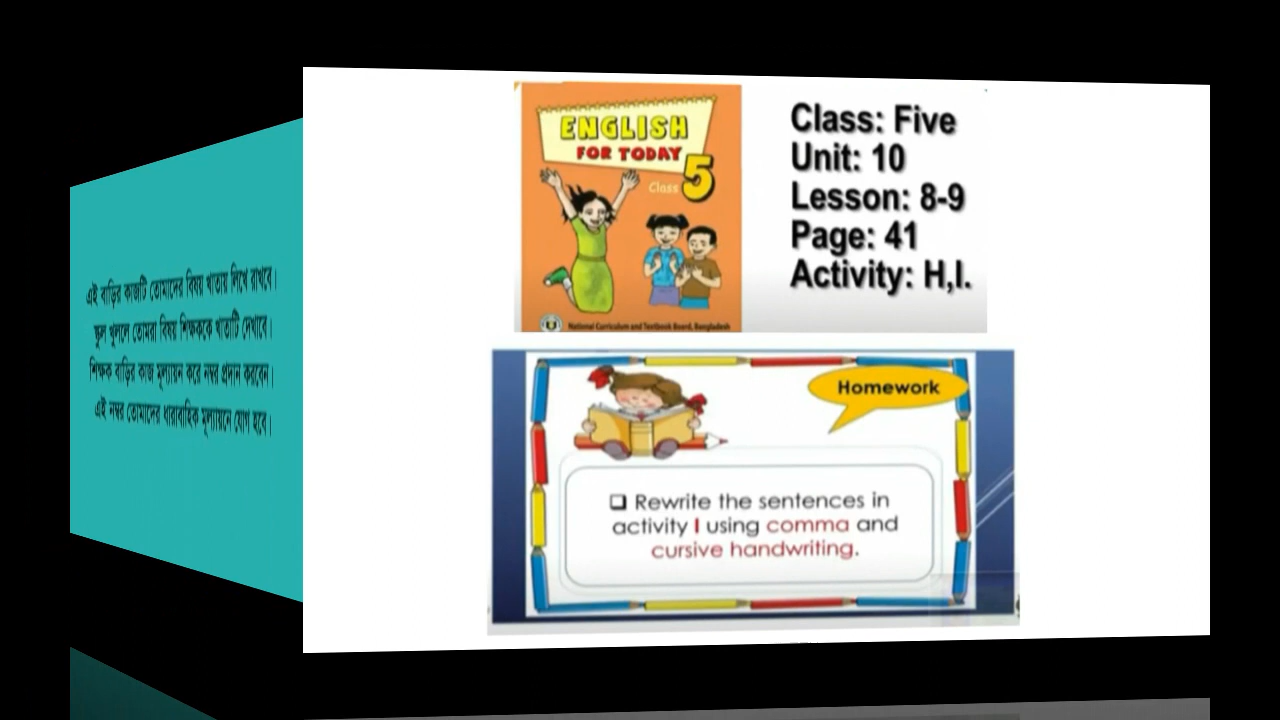 এই বাড়ির কাজটি তোমাদের বিষয় খাতায় লিখে রাখবে।
স্কুল খুললে তোমরা বিষয় শিক্ষককে খাতাটি দেখাবে।
শিক্ষক বাড়ির কাজ মূল্যায়ন করে নম্বর প্রদান করবেন।
এই নম্বর তোমাদের ধারাবাহিক মূল্যায়নে যোগ হবে।
ENGLISH
FOR TODAY
Class 5
National Curriculum and Textbook Board, Bangladesh
Class: Five
Unit: 10
Lesson: 8-9
Page: 41
Activity: H,I.
Homework
❑ Rewrite the sentences in
activity I using comma and
cursive handwriting.